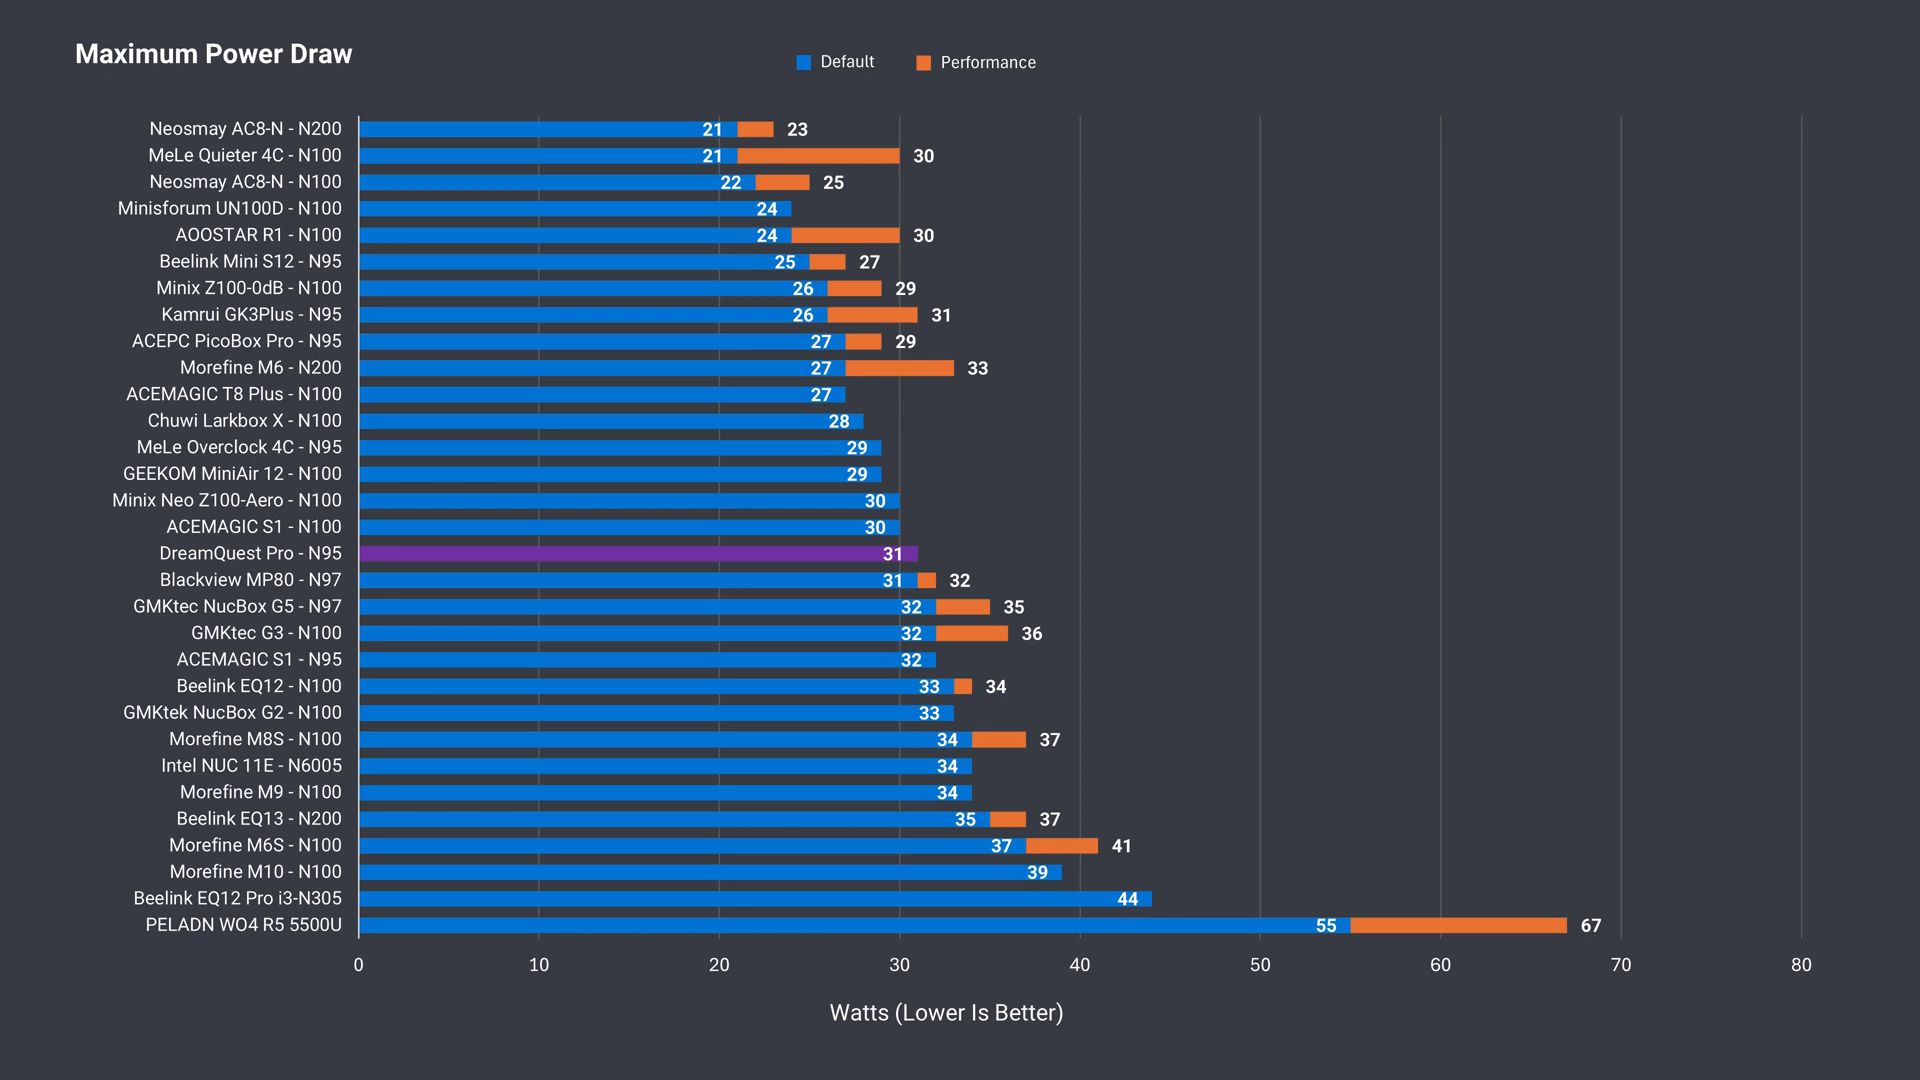 Maximum Power Draw
Default Performance
Neosmay AC8-N - N200 21 23
MeLe Quieter 4C - N100 21 30
Neosmay AC8-N - N100 22 25
Minisforum UN100D - N100 24
AOOSTAR R1 - N100 24 30
Beelink Mini S12 - N95 25 27
Minix Z100-0dB - N100 26 29
Kamrui GK3Plus - N95 26 31
ACEPC PicoBox Pro - N95 27 29
Morefine M6 - N200 27 33
ACEMAGIC T8 Plus - N100 27
Chuwi Larkbox X - N100 28
MeLe Overclock 4C - N95 29
GEEKOM MiniAir 12 - N100 29
Minix Neo Z100-Aero - N100 30
ACEMAGIC S1 - N100 30
DreamQuest Pro - N95 31
Blackview MP80 - N97 31 32
GMKtec NucBox G5 - N97 32 35
GMKtec G3 - N100 32 36
ACEMAGIC S1 - N95 32
Beelink EQ12 - N100 33 34
GMKtek NucBox G2 - N100 33
Morefine M8S - N100 34 37
Intel NUC 11E - N6005 34
Morefine M9 - N100 34
Beelink EQ13 - N200 35 37
Morefine M6S - N100 37 41
Morefine M10 - N100 39
Beelink EQ12 Pro i3-N305 44
PELADN WO4 R5 5500U 55 67
0 10 20 30 40 50 60 70 80
Watts (Lower Is Better)